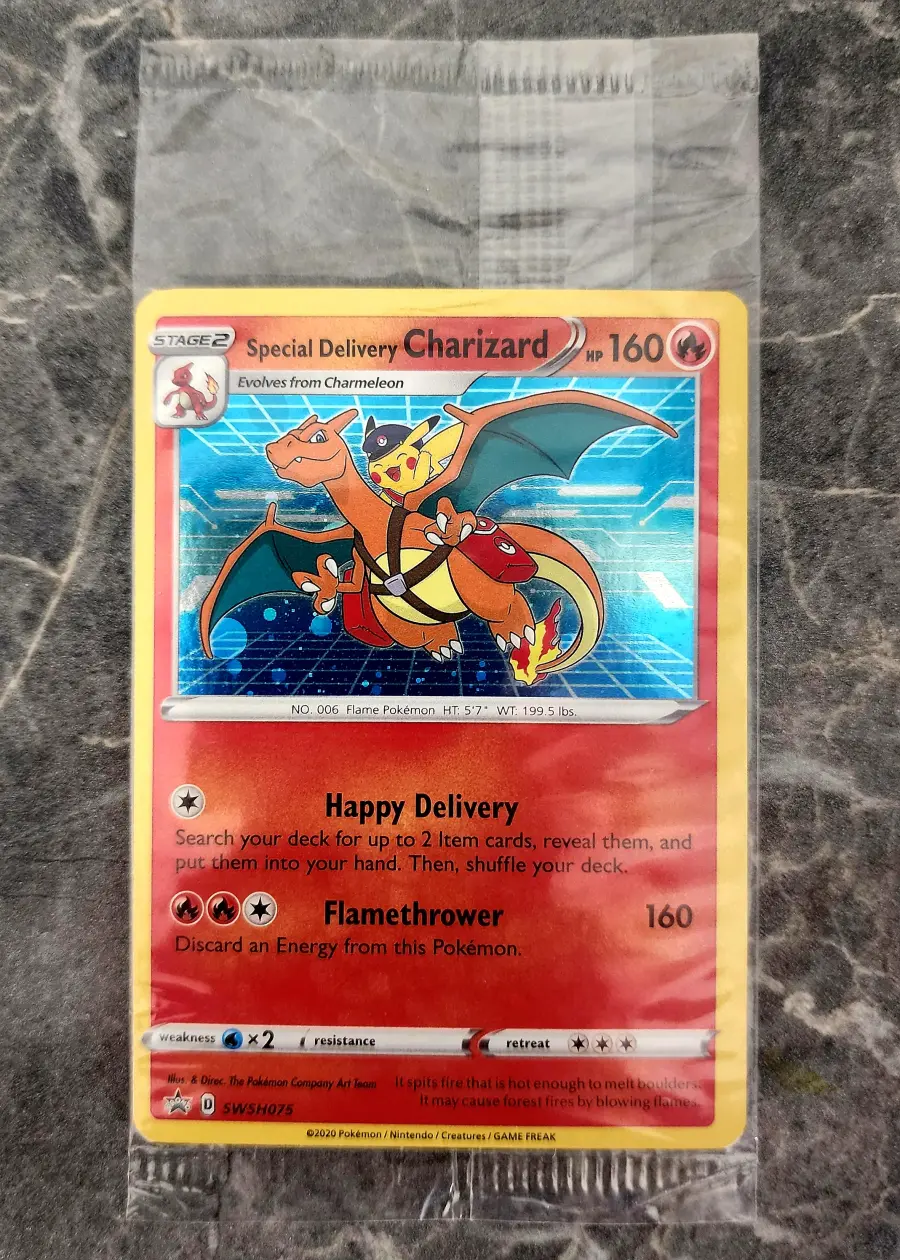 STAGE2
Special Delivery Charizard HP 160
Evolves from Charmeleon
NO. 006 Flame Pokémon HT: 5'7" WT: 199.5 lbs.
Happy Delivery
Search your deck for up to 2 Item cards, reveal them, and
put them into your hand. Then, shuffle your deck.
Flamethrower 160
Discard an Energy from this Pokémon.
weakness ×2 resistance retreat
Illus. & Direc. The Pokémon Company Art Team
It spits fire that is hot enough to melt boulders.
It may cause forest fires by blowing flames.
PROMO D SWSH075
©2020 Pokémon / Nintendo / Creatures / GAME FREAK